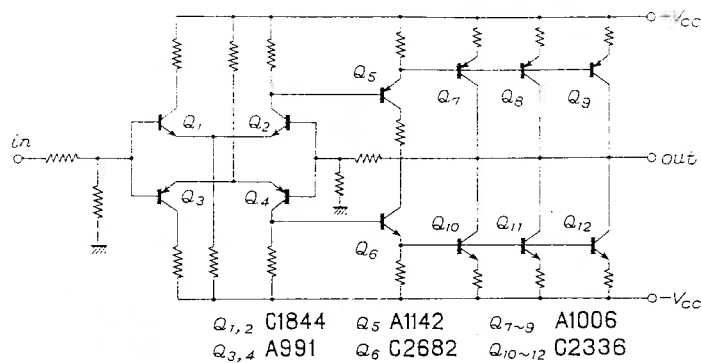 -Vcc
Q5
Q7 Q8 Q9
Q1 Q2
in
out
Q3 Q4
Q10 Q11 Q12
Q6
-Vcc
Q1,2 C1844 Q5 A1142 Q7~9 A1006
Q3,4 A991 Q6 C2682 Q10~12 C2336